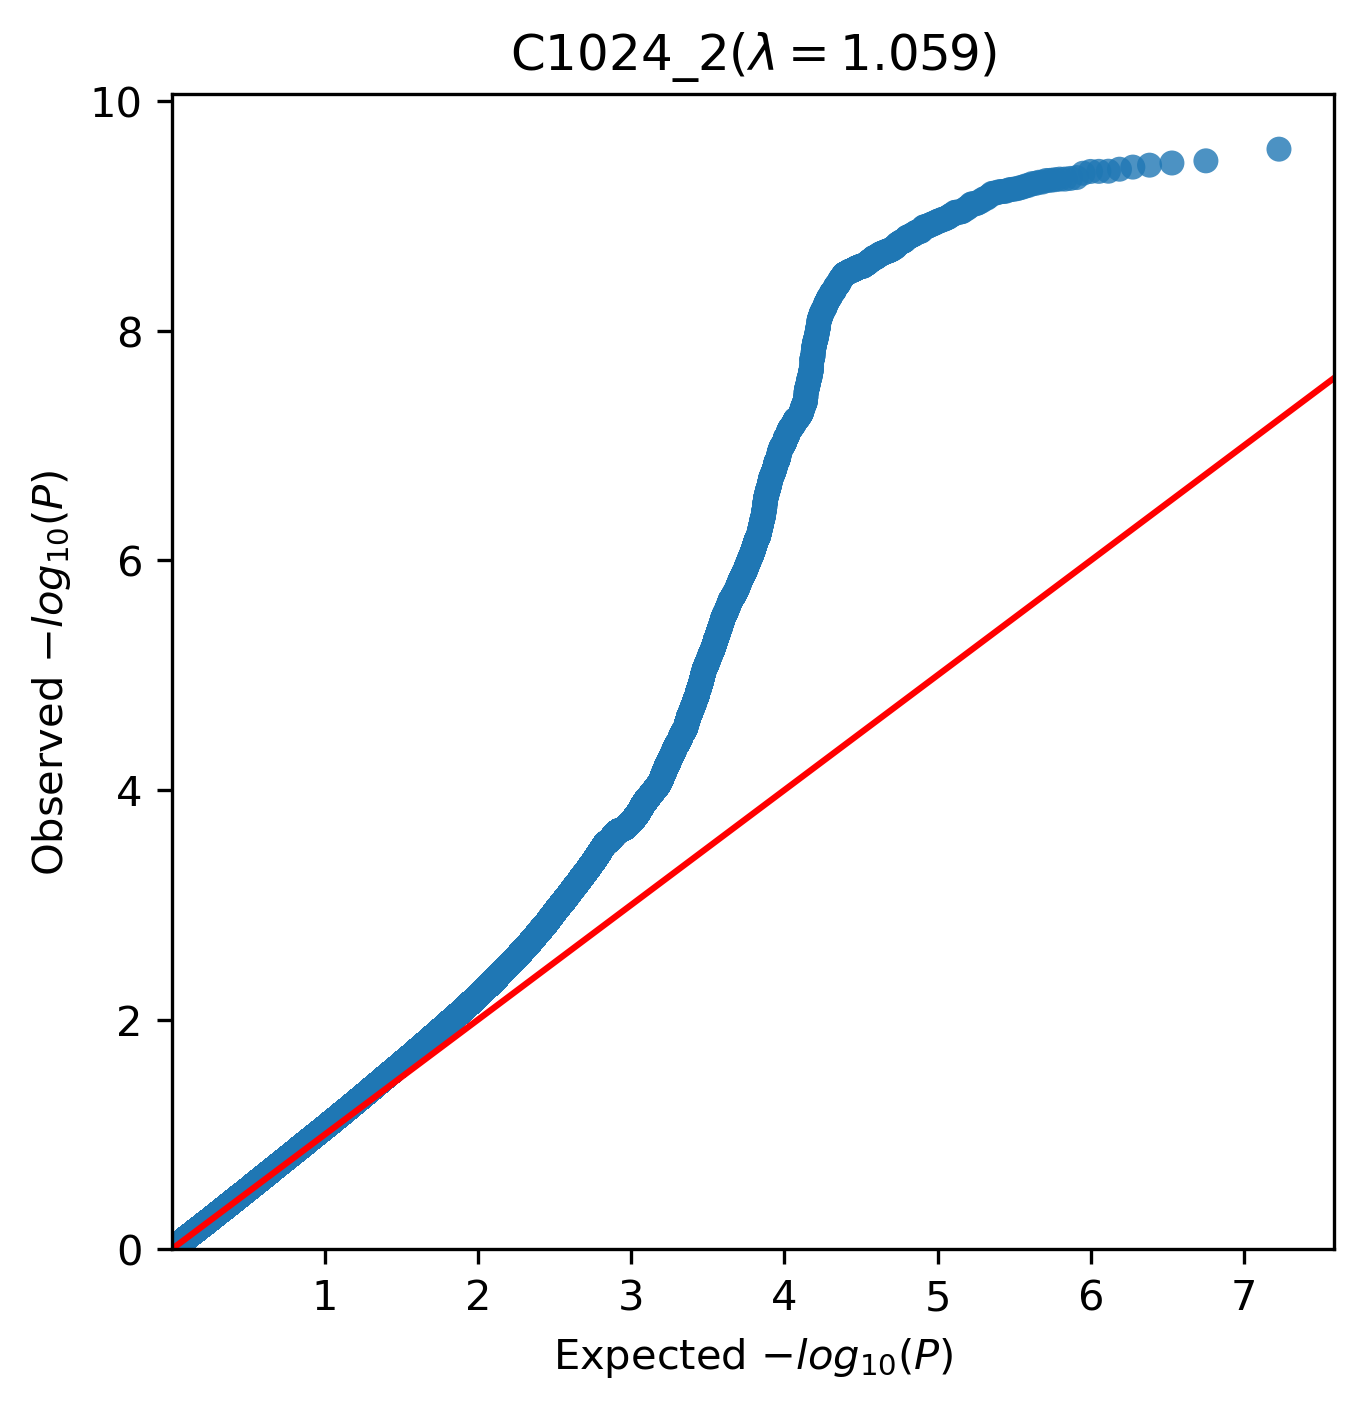 C1024_2(λ = 1.059)
10
8
6
4
2
0
Observed −log₁₀(P)
1 2 3 4 5 6 7
Expected −log₁₀(P)